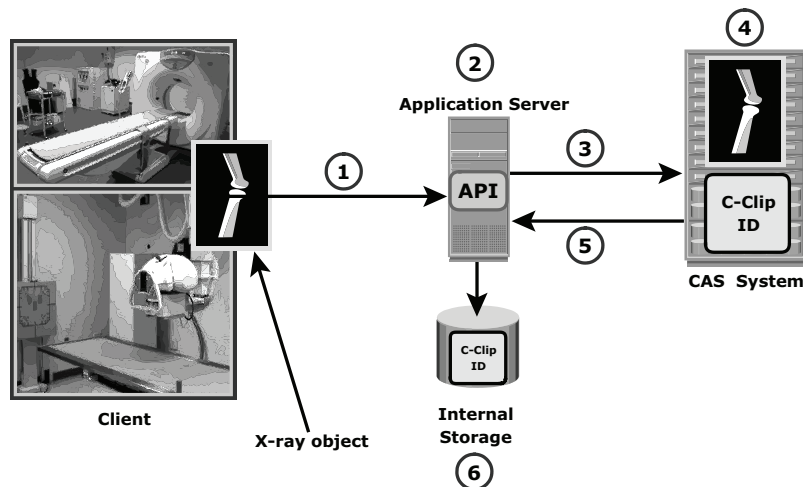 4
2
Application Server
1
API
3
C-Clip
ID
5
CAS System
C-Clip
ID
Client
Internal
Storage
X-ray object
6